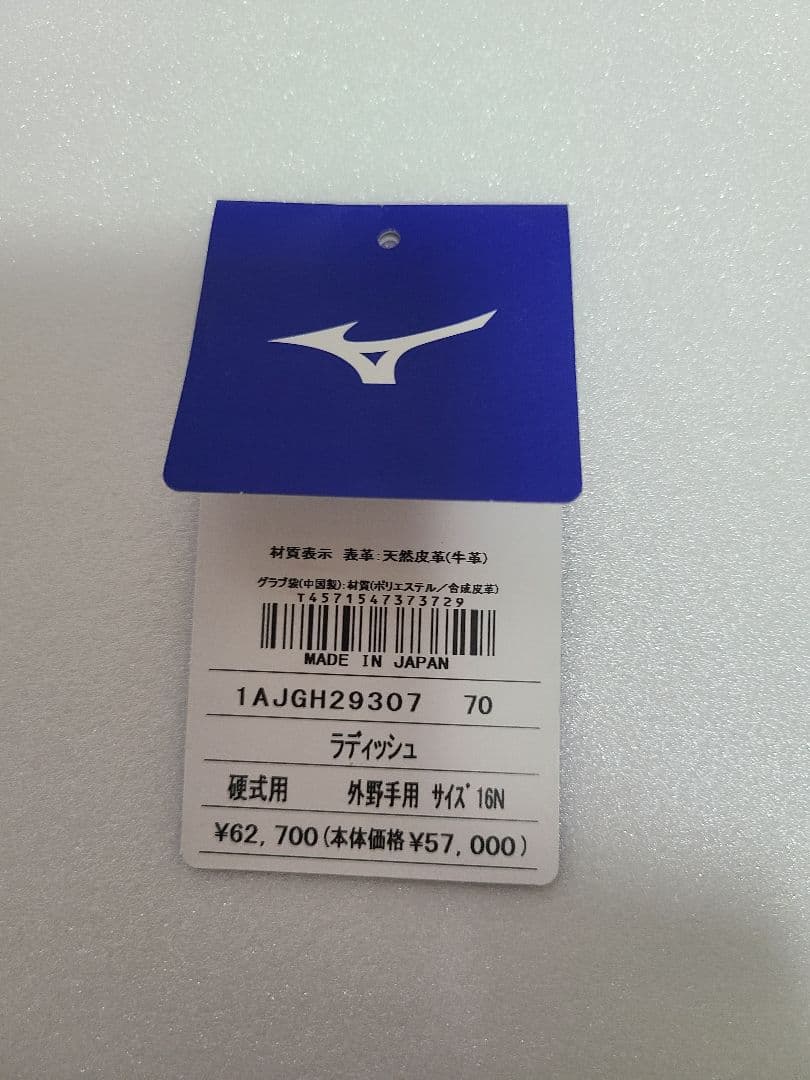 材質表示 表革:天然皮革(牛革)
グラブ袋(中国製):材質(ポリエステル/合成皮革)
T4571547373729
MADE IN JAPAN
1AJGH29307 70
ラディッシュ
硬式用 外野手用 サイズ16N
¥62,700(本体価格¥57,000)